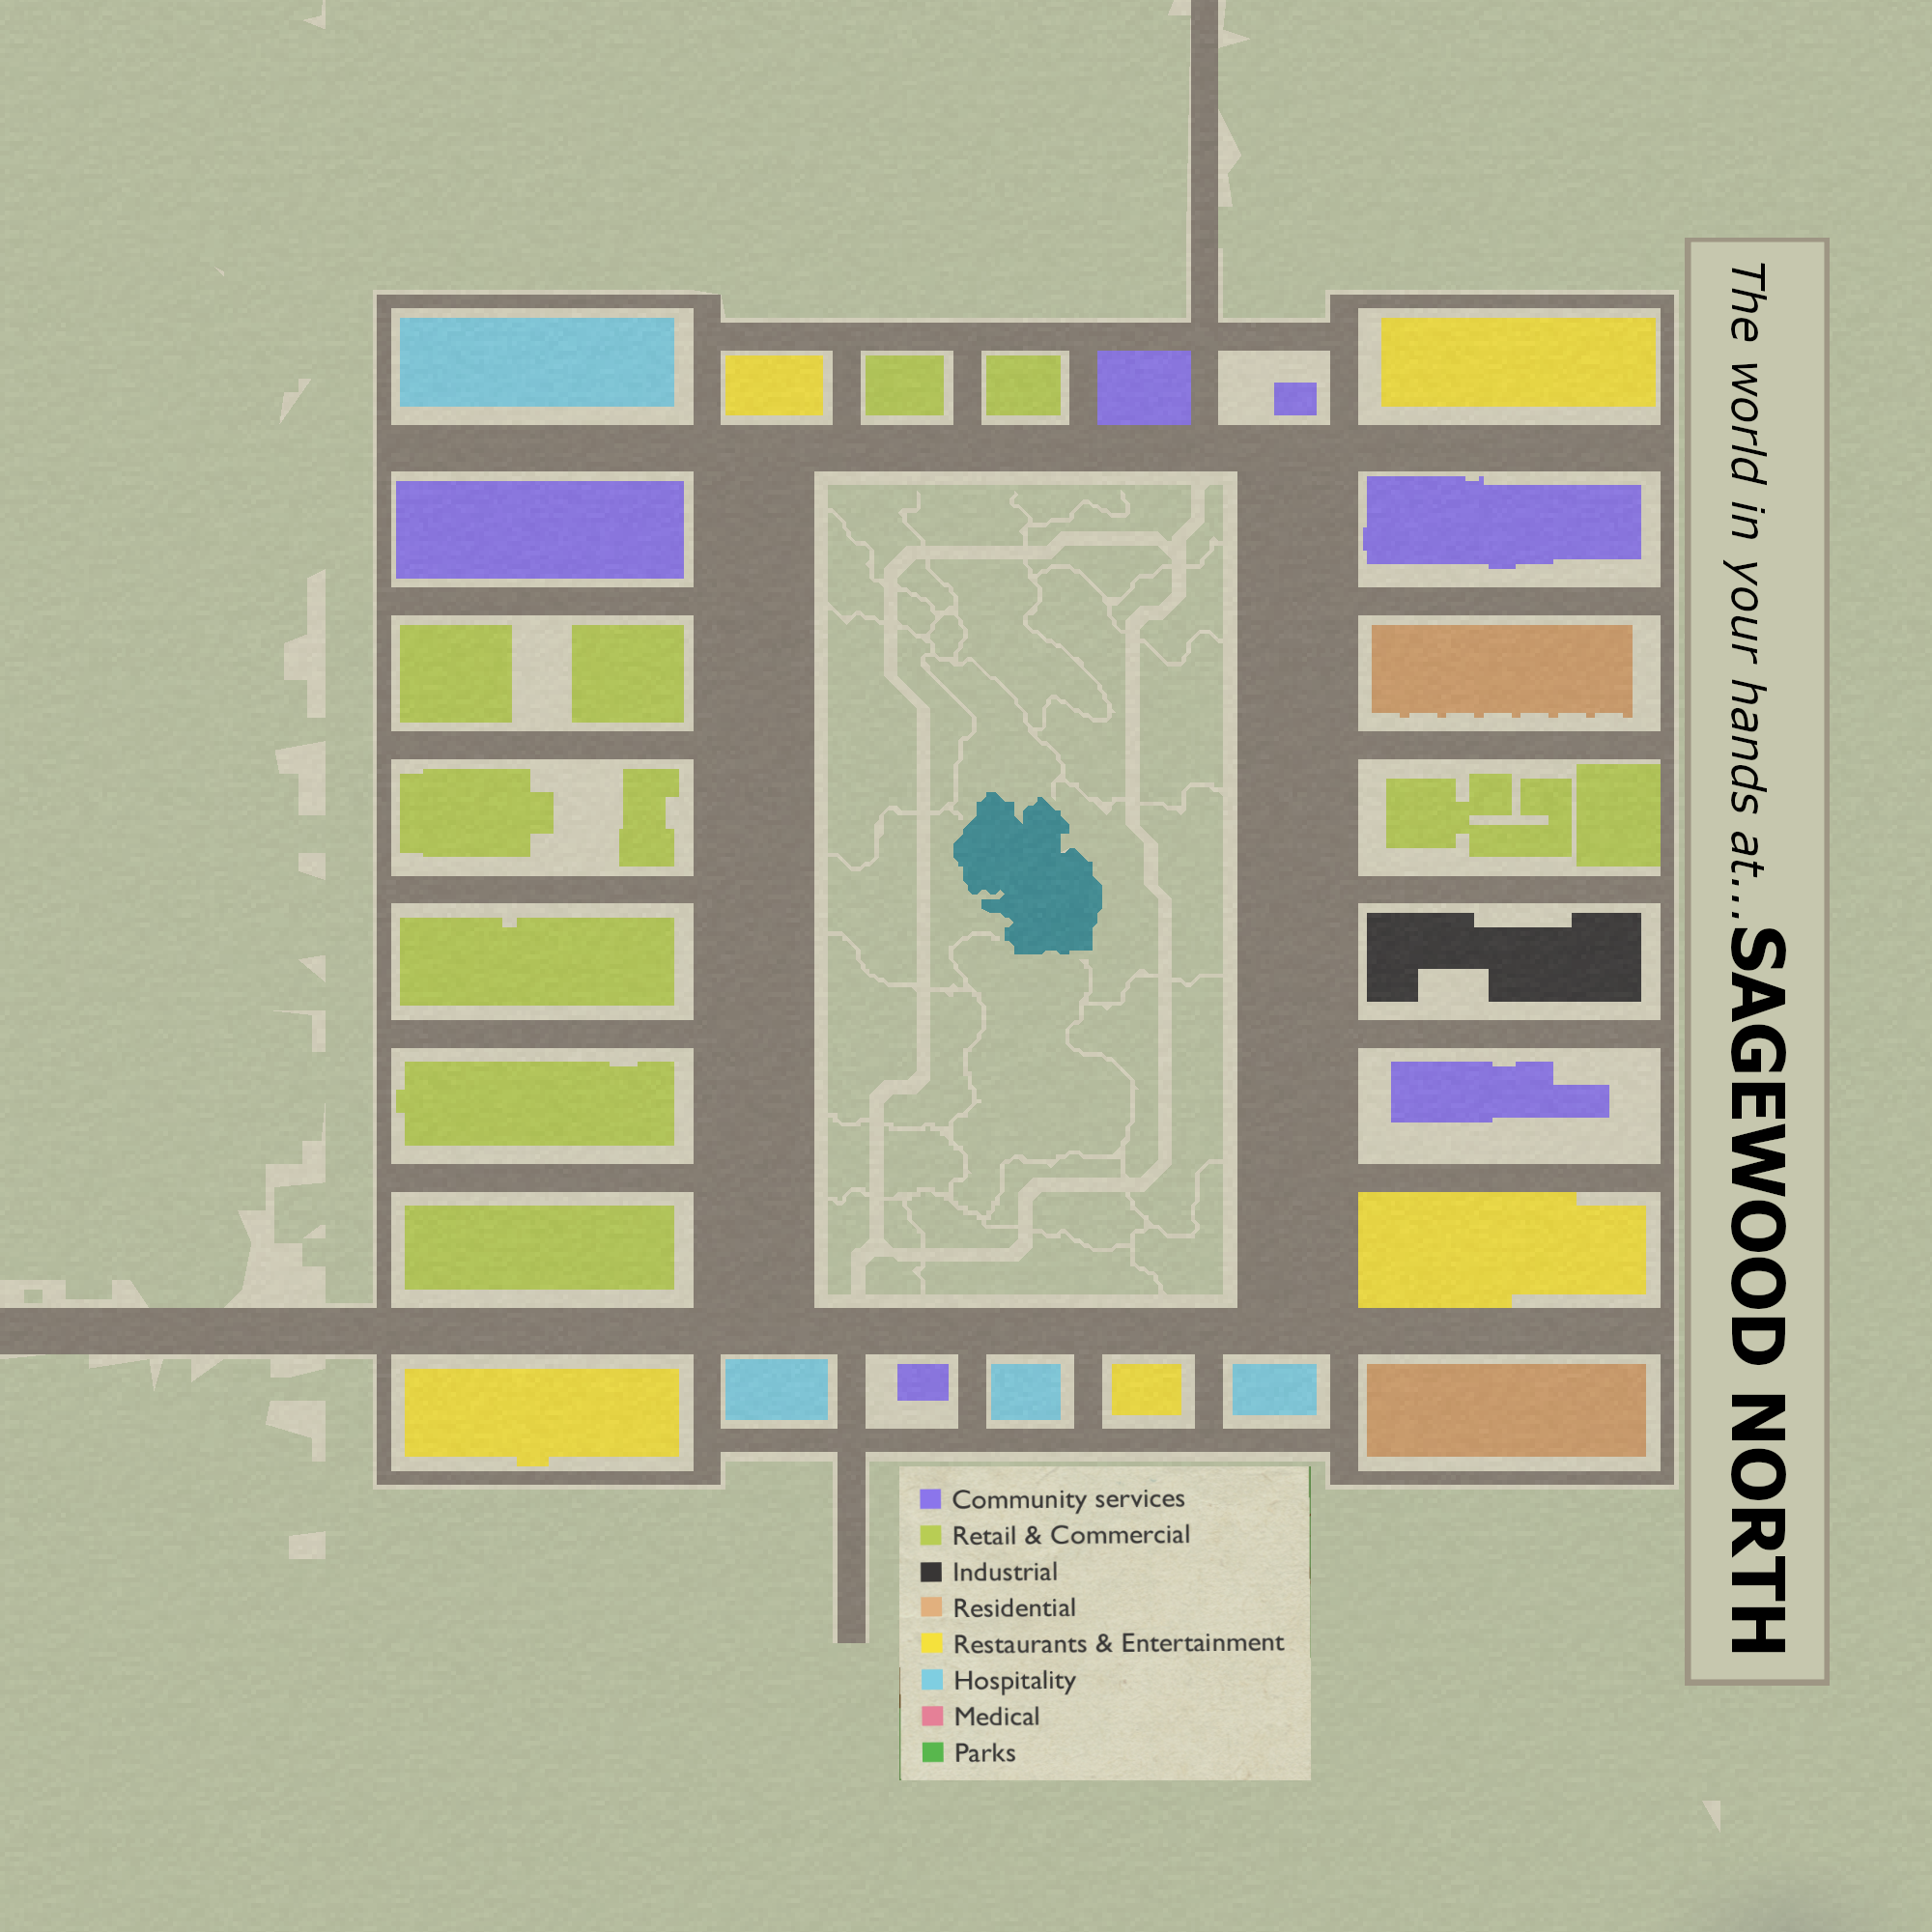 The world in your hands at...SAGEWOOD NORTH
Community services
Retail & Commercial
Industrial
Residential
Restaurants & Entertainment
Hospitality
Medical
Parks